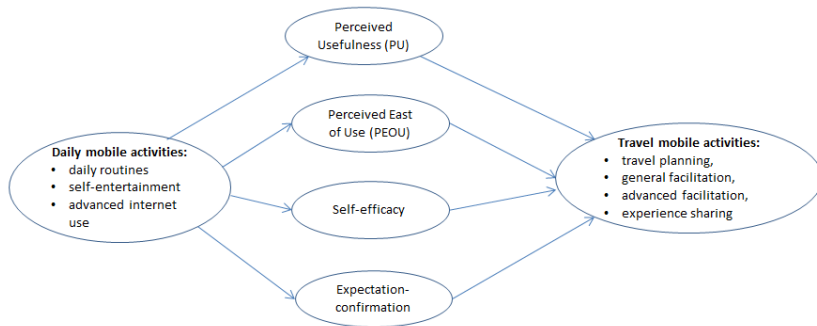 Perceived
Usefulness (PU)
Perceived East
of Use (PEOU)
Daily mobile activities:
• daily routines
• self-entertainment
• advanced internet
use
Self-efficacy
Expectation-
confirmation
Travel mobile activities:
• travel planning,
• general facilitation,
• advanced facilitation,
• experience sharing